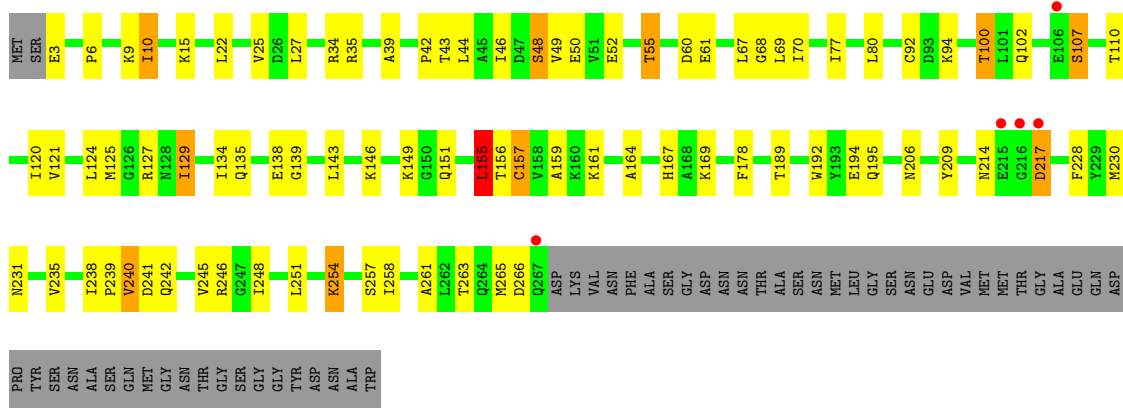 MET SER E3 P6 K9 I10 K15 L22 V25 D26 L27 R34 R35 A39 P42 T43 L44 A45 I46 D47 S48 V49 E50 V51 E52 T55 D60 E61 L67 G68 L69 I70 I77 L80 C92 D93 K94 T100 L101 Q102 E106 S107 T110
I120 V121 L124 M125 G126 R127 N128 I129 I134 Q135 E138 G139 L143 K146 K149 G150 Q151 L155 T156 C157 V158 A159 K160 K161 A164 H167 A168 K169 F178 T189 W192 Y193 E194 Q195 N206 Y209 N214 E215 G216 D217 F228 Y229 M230
N231 V235 I238 P239 V240 D241 Q242 V245 R246 G247 I248 L251 K254 S257 I258 A261 L262 T263 Q264 M265 D266 Q267 ASP LYS VAL ASN PHE ALA SER GLY ASP ASN ASN THR ALA SER ASN MET LEU GLY SER ASN GLU ASP VAL MET MET THR GLY ALA GLU GLN ASP
PRO TYR SER ASN ALA SER GLN MET GLY ASN THR GLY SER GLY GLY TYR ASP ASN ALA TRP